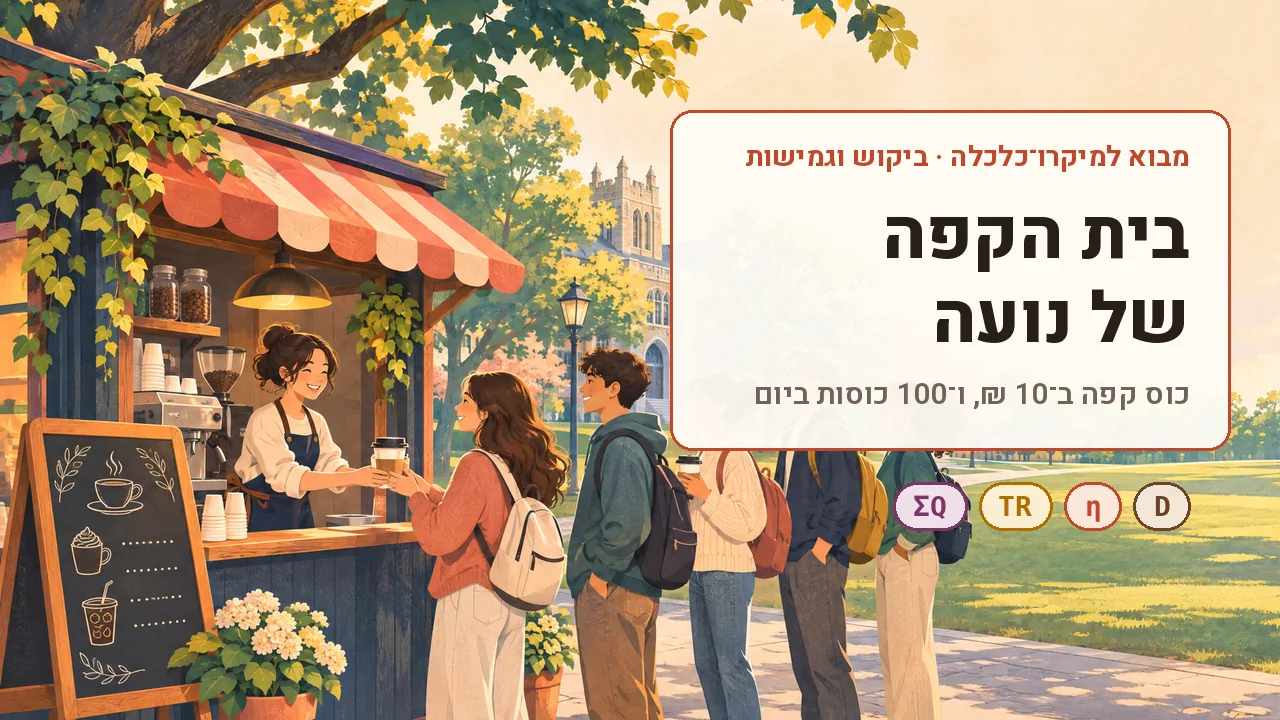 מבוא למיקרו־כלכלה · ביקוש וגמישות
בית הקפה
של נועה
כוס קפה ב־10 ₪, ו־100 כוסות ביום
D η TR ΣQ